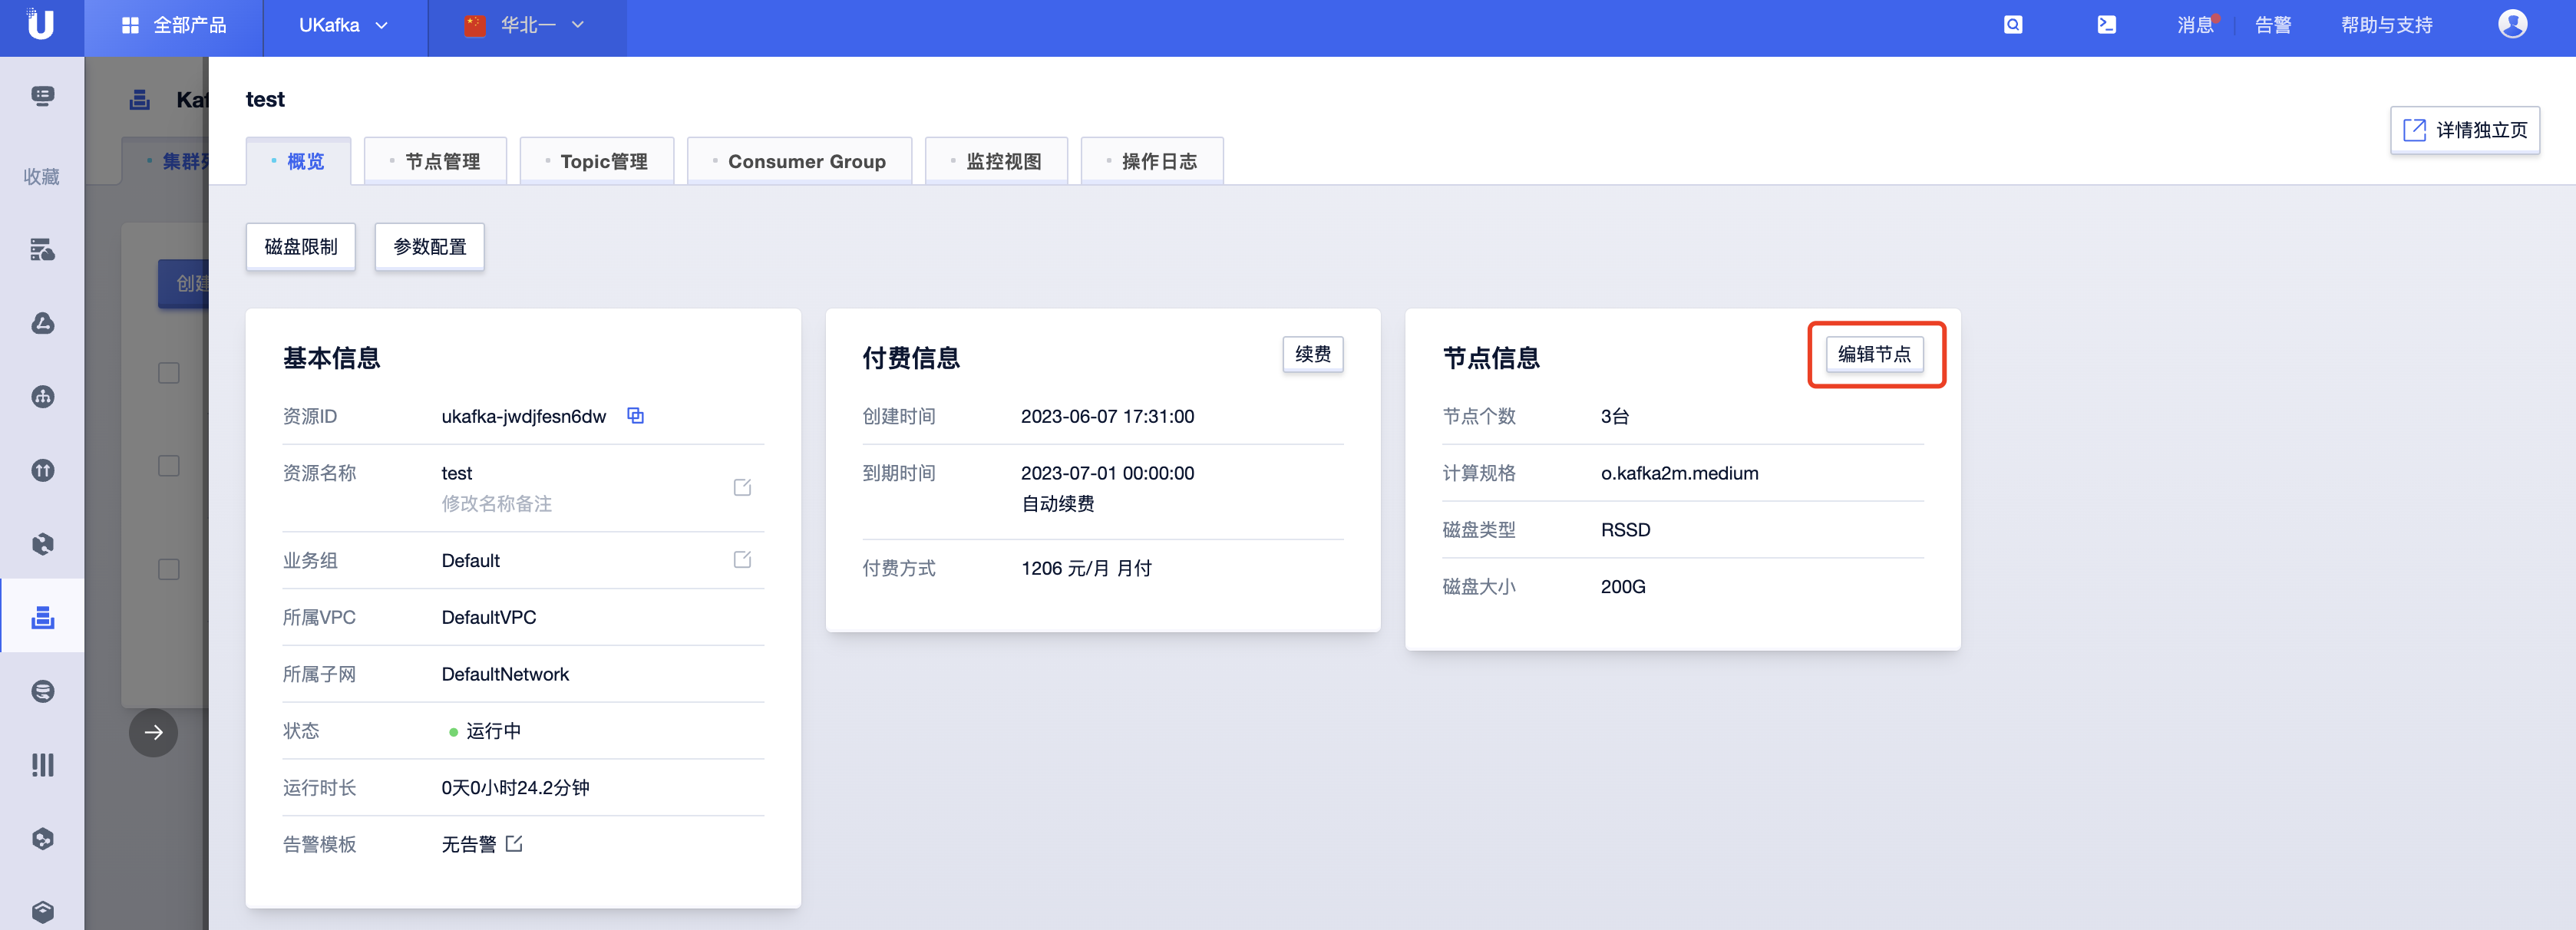 U 全部产品 UKafka 华北一 消息 告警 帮助与支持
收藏
test
详情独立页
概览 节点管理 Topic管理 Consumer Group 监控视图 操作日志
磁盘限制 参数配置
基本信息
资源ID ukafka-jwdjfesn6dw
资源名称 test
修改名称备注
业务组 Default
所属VPC DefaultVPC
所属子网 DefaultNetwork
状态 运行中
运行时长 0天0小时24.2分钟
告警模板 无告警
付费信息 续费
创建时间 2023-06-07 17:31:00
到期时间 2023-07-01 00:00:00
自动续费
付费方式 1206 元/月 月付
节点信息 编辑节点
节点个数 3台
计算规格 o.kafka2m.medium
磁盘类型 RSSD
磁盘大小 200G
集群
创建